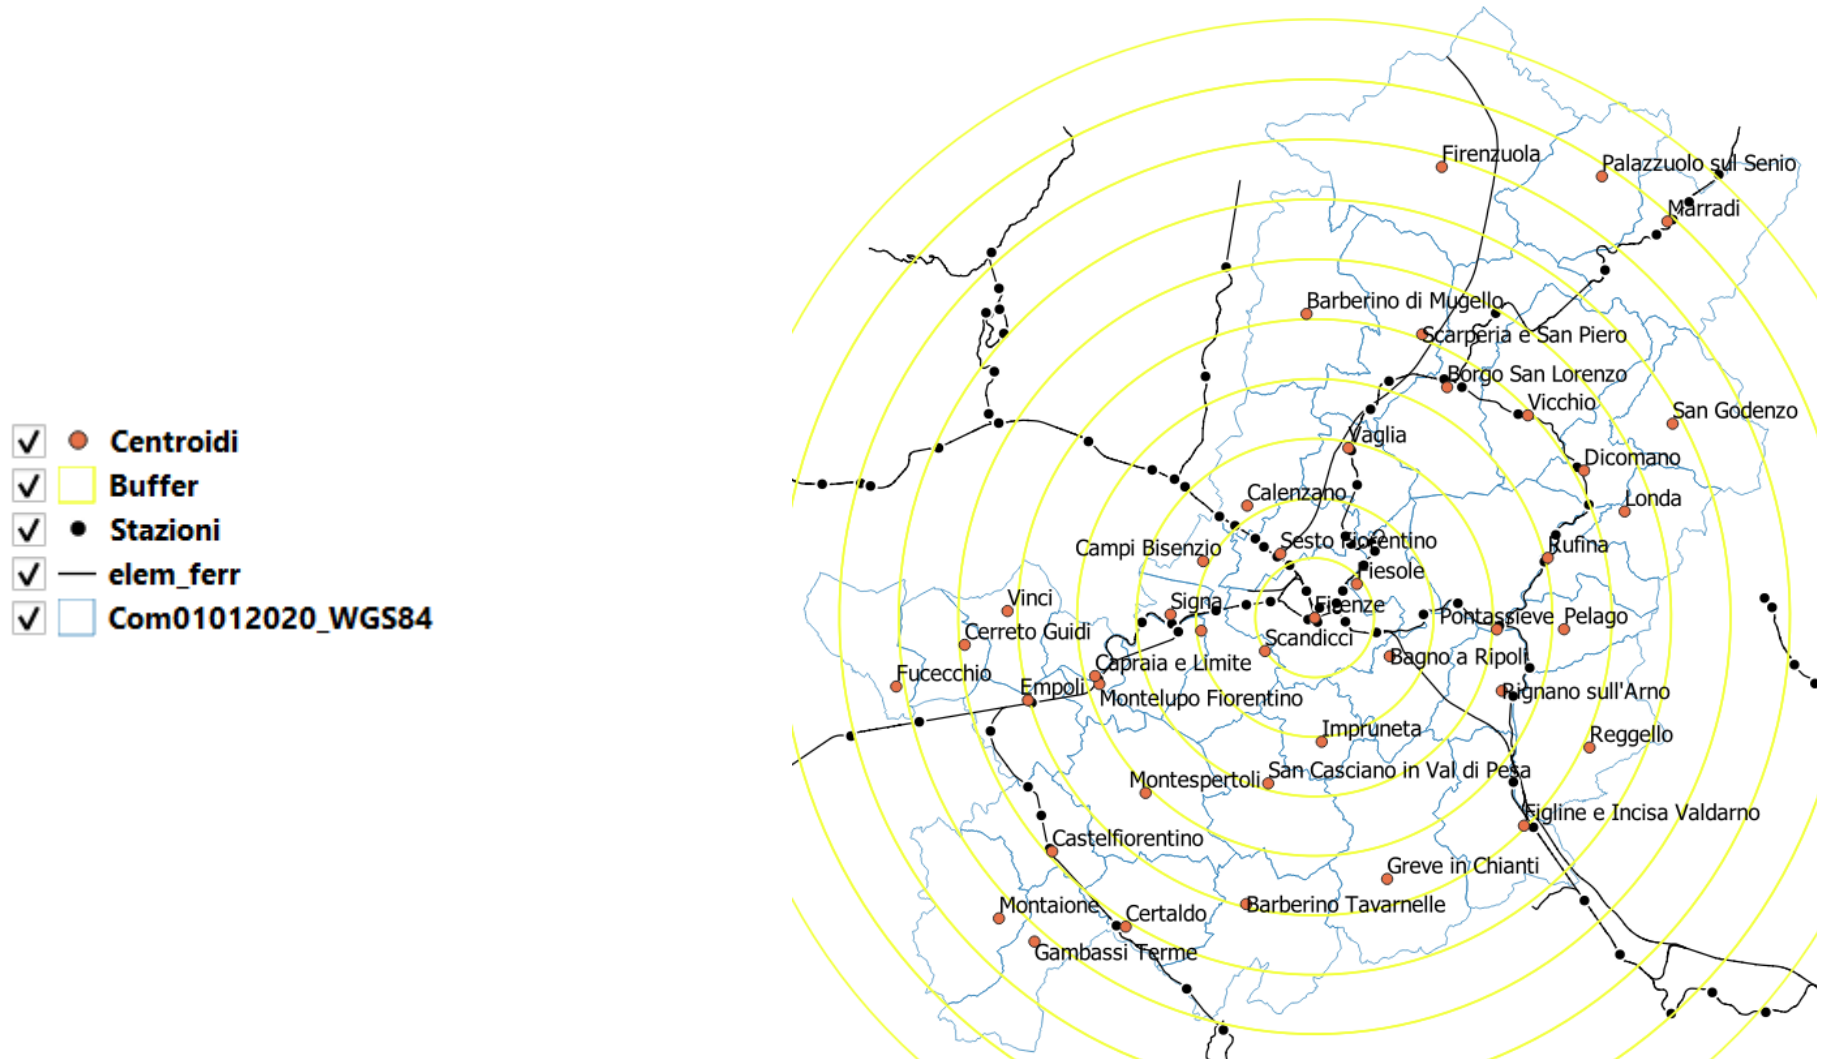 Centroidi
Buffer
Stazioni
elem_ferr
Com01012020_WGS84
Firenzuola
Palazzuolo sul Senio
Marradi
Barberino di Mugello
Scarperia e San Piero
Borgo San Lorenzo
Vicchio
San Godenzo
Vaglia
Dicomano
Calenzano
Londa
Campi Bisenzio
Sesto Fiorentino
Rufina
Fiesole
Vinci
Signa
Firenze
Pontassieve
Pelago
Cerreto Guidi
Scandicci
Bagno a Ripoli
Capraia e Limite
Fucecchio
Empoli
Montelupo Fiorentino
Rignano sull'Arno
Impruneta
Reggello
Montespertoli
San Casciano in Val di Pesa
Figline e Incisa Valdarno
Castelfiorentino
Greve in Chianti
Montaione
Certaldo
Barberino Tavarnelle
Gambassi Terme